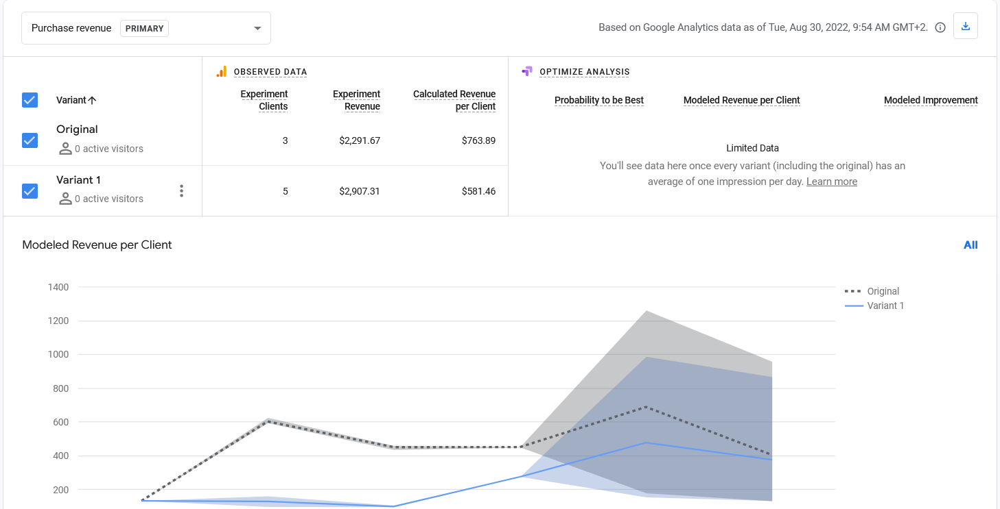 Purchase revenue PRIMARY
Based on Google Analytics data as of Tue, Aug 30, 2022, 9:54 AM GMT+2.
OBSERVED DATA
OPTIMIZE ANALYSIS
Variant
Experiment
Clients
Experiment
Revenue
Calculated Revenue
per Client
Probability to be Best
Modeled Revenue per Client
Modeled Improvement
Original
0 active visitors
3
$2,291.67
$763.89
Variant 1
0 active visitors
5
$2,907.31
$581.46
Limited Data
You'll see data here once every variant (including the original) has an
average of one impression per day. Learn more
Modeled Revenue per Client
All
1400
1200
1000
800
600
400
200
Original
Variant 1